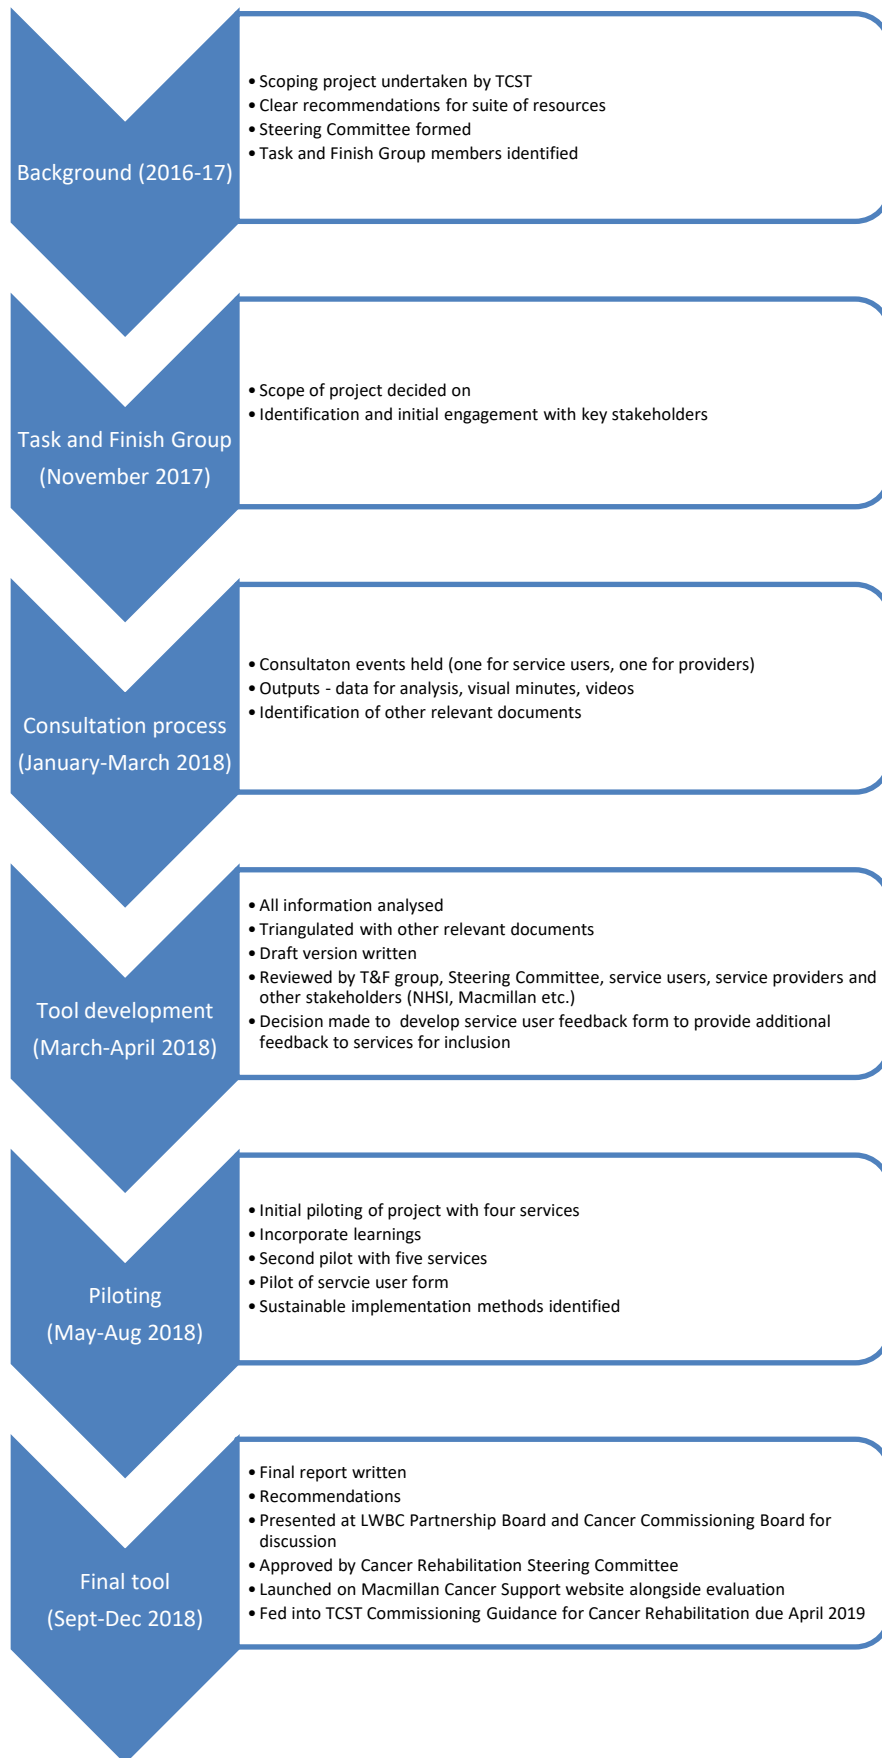 Background (2016-17)
• Scoping project undertaken by TCST
• Clear recommendations for suite of resources
• Steering Committee formed
• Task and Finish Group members identified
Task and Finish Group
(November 2017)
• Scope of project decided on
• Identification and initial engagement with key stakeholders
Consultation process
(January-March 2018)
• Consultaton events held (one for service users, one for providers)
• Outputs - data for analysis, visual minutes, videos
• Identification of other relevant documents
Tool development
(March-April 2018)
• All information analysed
• Triangulated with other relevant documents
• Draft version written
• Reviewed by T&F group, Steering Committee, service users, service providers and
other stakeholders (NHSI, Macmillan etc.)
• Decision made to  develop service user feedback form to provide additional
feedback to services for inclusion
Piloting
(May-Aug 2018)
• Initial piloting of project with four services
• Incorporate learnings
• Second pilot with five services
• Pilot of servcie user form
• Sustainable implementation methods identified
Final tool
(Sept-Dec 2018)
• Final report written
• Recommendations
• Presented at LWBC Partnership Board and Cancer Commissioning Board for
discussion
• Approved by Cancer Rehabilitation Steering Committee
• Launched on Macmillan Cancer Support website alongside evaluation
• Fed into TCST Commissioning Guidance for Cancer Rehabilitation due April 2019